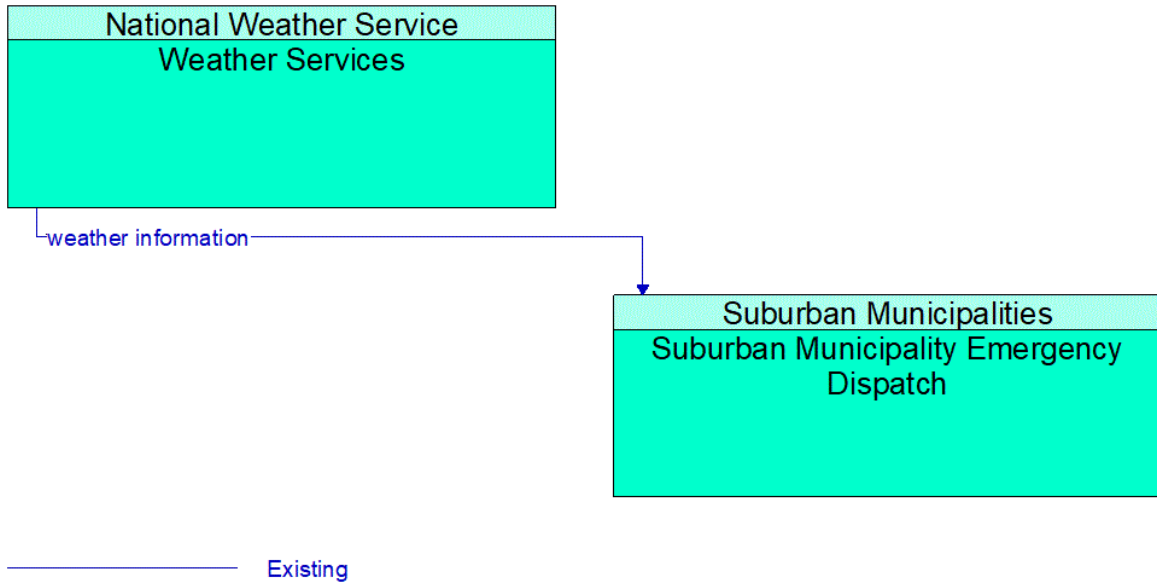 National Weather Service
Weather Services
weather information
Suburban Municipalities
Suburban Municipality Emergency
Dispatch
Existing